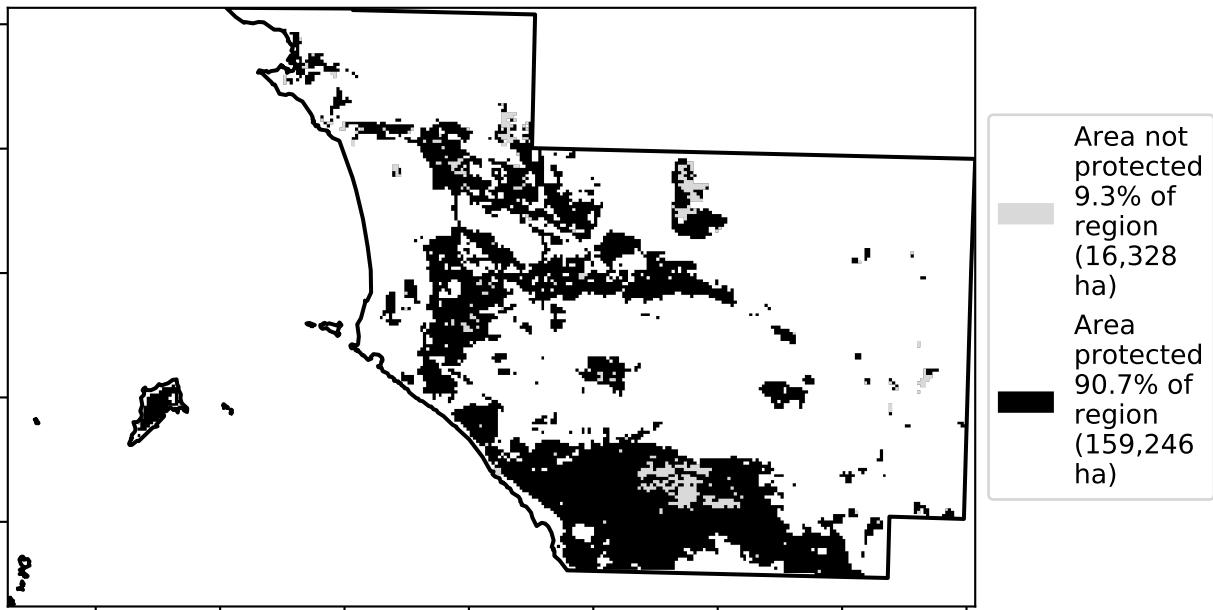 Area not
protected
9.3% of
region
(16,328
ha)
Area
protected
90.7% of
region
(159,246
ha)